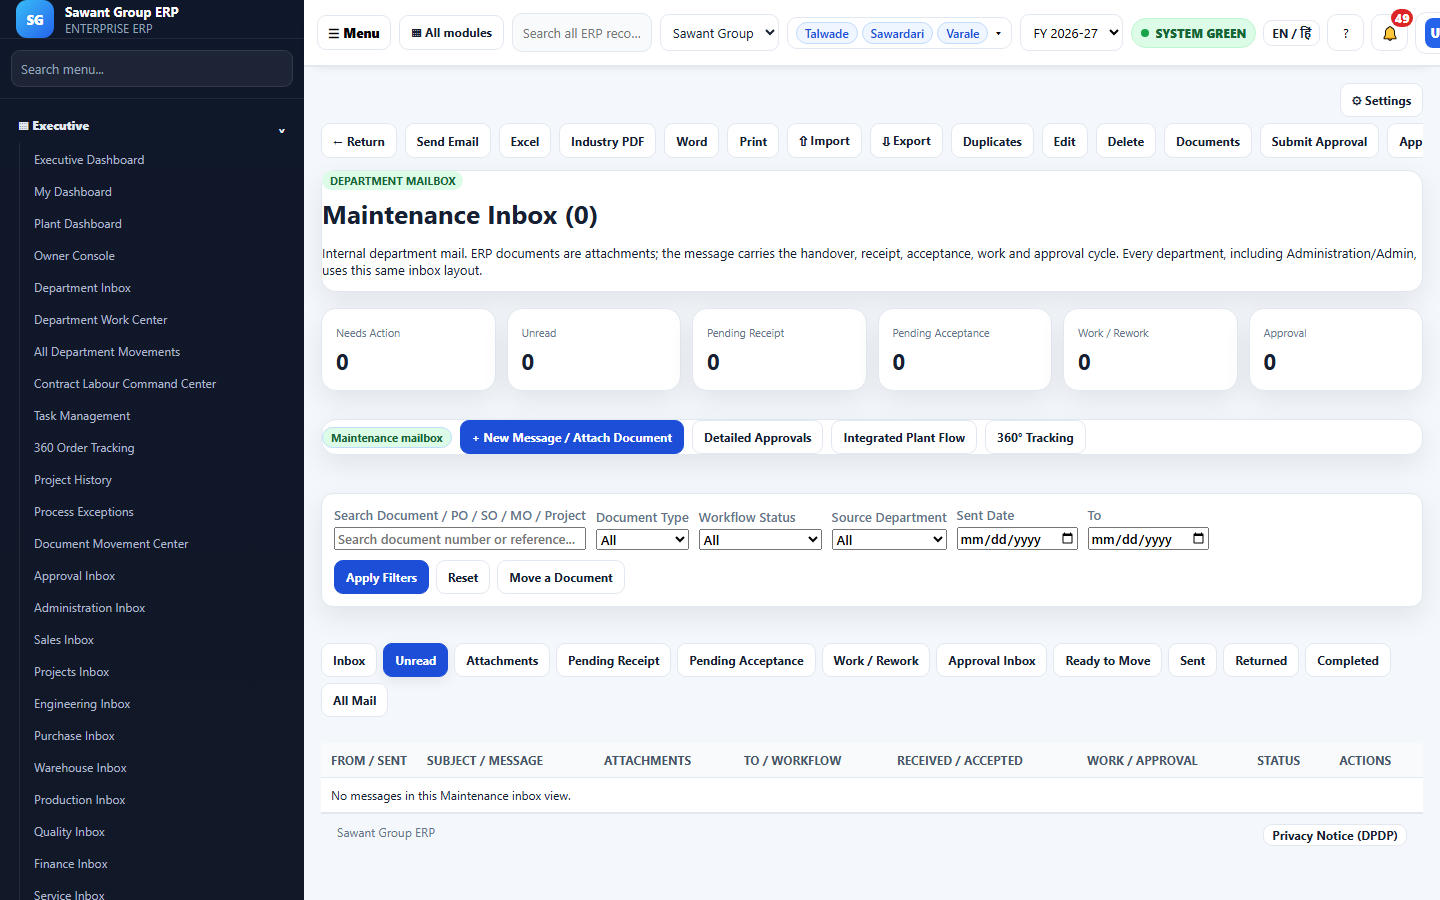 SG
Sawant Group ERP
ENTERPRISE ERP
Search menu...
Executive
Executive Dashboard
My Dashboard
Plant Dashboard
Owner Console
Department Inbox
Department Work Center
All Department Movements
Contract Labour Command Center
Task Management
360 Order Tracking
Project History
Process Exceptions
Document Movement Center
Approval Inbox
Administration Inbox
Sales Inbox
Projects Inbox
Engineering Inbox
Purchase Inbox
Warehouse Inbox
Production Inbox
Quality Inbox
Finance Inbox
Service Inbox
☰ Menu
All modules
Search all ERP reco...
Sawant Group
Talwade
Sawardari
Varale
FY 2026-27
SYSTEM GREEN
EN / हिं
?
49
U
⚙ Settings
← Return
Send Email
Excel
Industry PDF
Word
Print
⇧ Import
⇩ Export
Duplicates
Edit
Delete
Documents
Submit Approval
App
DEPARTMENT MAILBOX
Maintenance Inbox (0)
Internal department mail. ERP documents are attachments; the message carries the handover, receipt, acceptance, work and approval cycle. Every department, including Administration/Admin,
uses this same inbox layout.
Needs Action
0
Unread
0
Pending Receipt
0
Pending Acceptance
0
Work / Rework
0
Approval
0
Maintenance mailbox
+ New Message / Attach Document
Detailed Approvals
Integrated Plant Flow
360° Tracking
Search Document / PO / SO / MO / Project
Search document number or reference...
Document Type
All
Workflow Status
All
Source Department
All
Sent Date
mm/dd/yyyy
To
mm/dd/yyyy
Apply Filters
Reset
Move a Document
Inbox
Unread
Attachments
Pending Receipt
Pending Acceptance
Work / Rework
Approval Inbox
Ready to Move
Sent
Returned
Completed
All Mail
FROM / SENT
SUBJECT / MESSAGE
ATTACHMENTS
TO / WORKFLOW
RECEIVED / ACCEPTED
WORK / APPROVAL
STATUS
ACTIONS
No messages in this Maintenance inbox view.
Sawant Group ERP
Privacy Notice (DPDP)